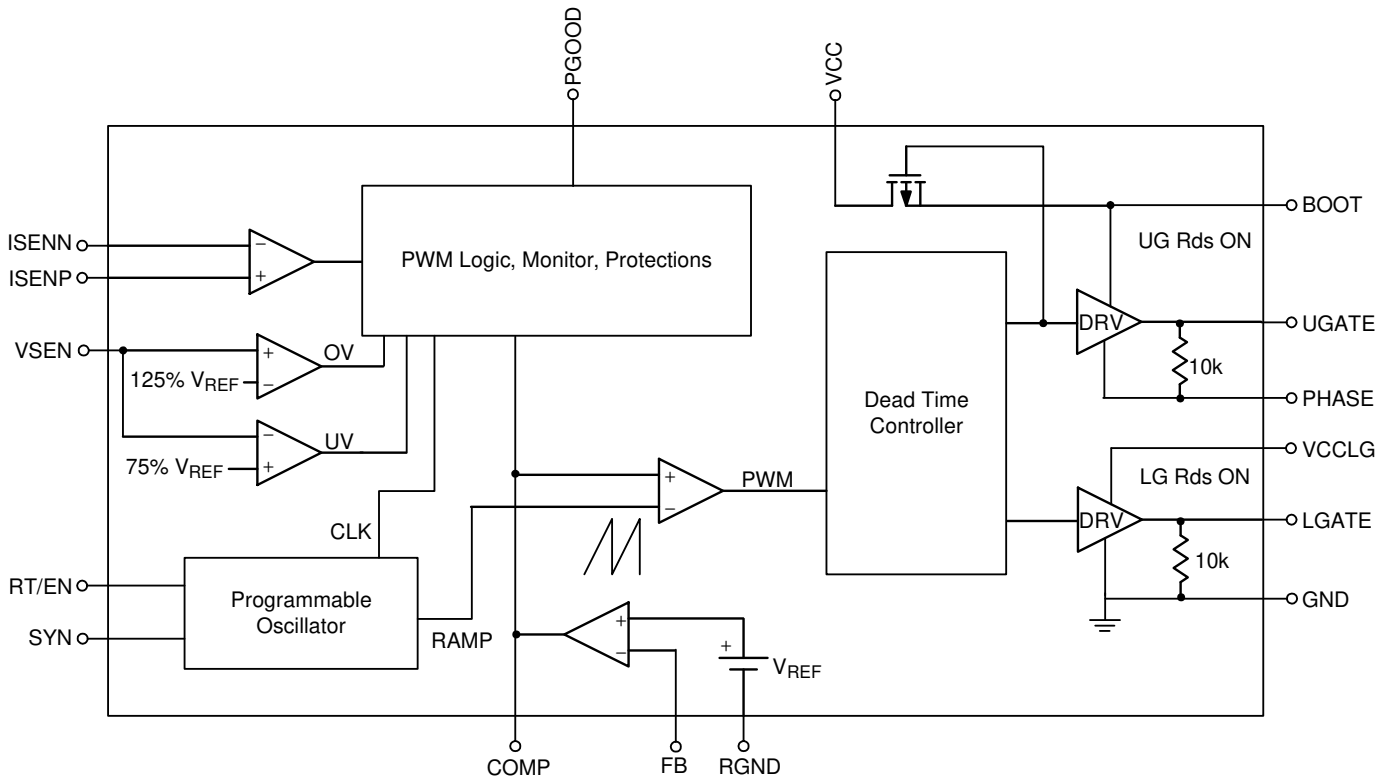 PGOOD
VCC
ISENN
ISENP
−
+
PWM Logic, Monitor, Protections
BOOT
UG Rds ON
VSEN
+
−
OV
125% VREF
DRV
UGATE
10k
PHASE
Dead Time
Controller
−
+
UV
75% VREF
VCCLG
LG Rds ON
+
−
PWM
DRV
LGATE
10k
GND
CLK
RT/EN
SYN
Programmable
Oscillator
RAMP
+
−
+
VREF
COMP
FB
RGND